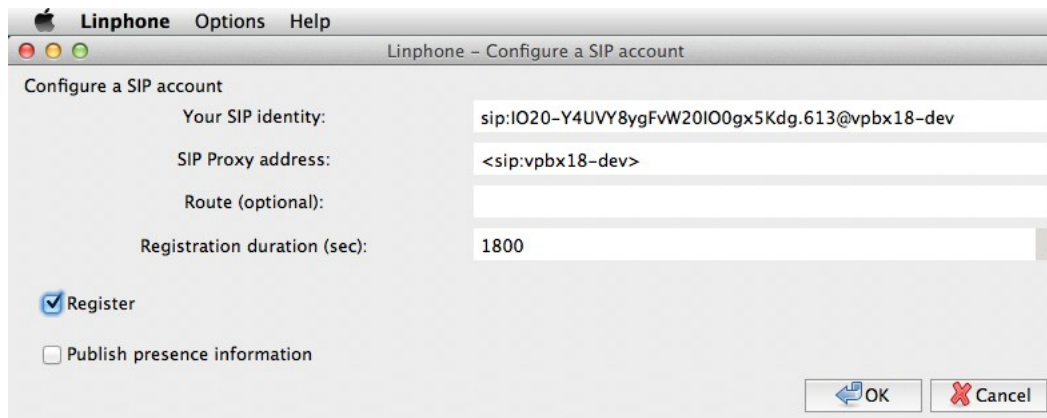 Linphone Options Help
Linphone – Configure a SIP account
Configure a SIP account
Your SIP identity: sip:IO20-Y4UVY8ygFvW20IO0gx5Kdg.613@vpbx18-dev
SIP Proxy address: <sip:vpbx18-dev>
Route (optional):
Registration duration (sec): 1800
Register
Publish presence information
OK Cancel